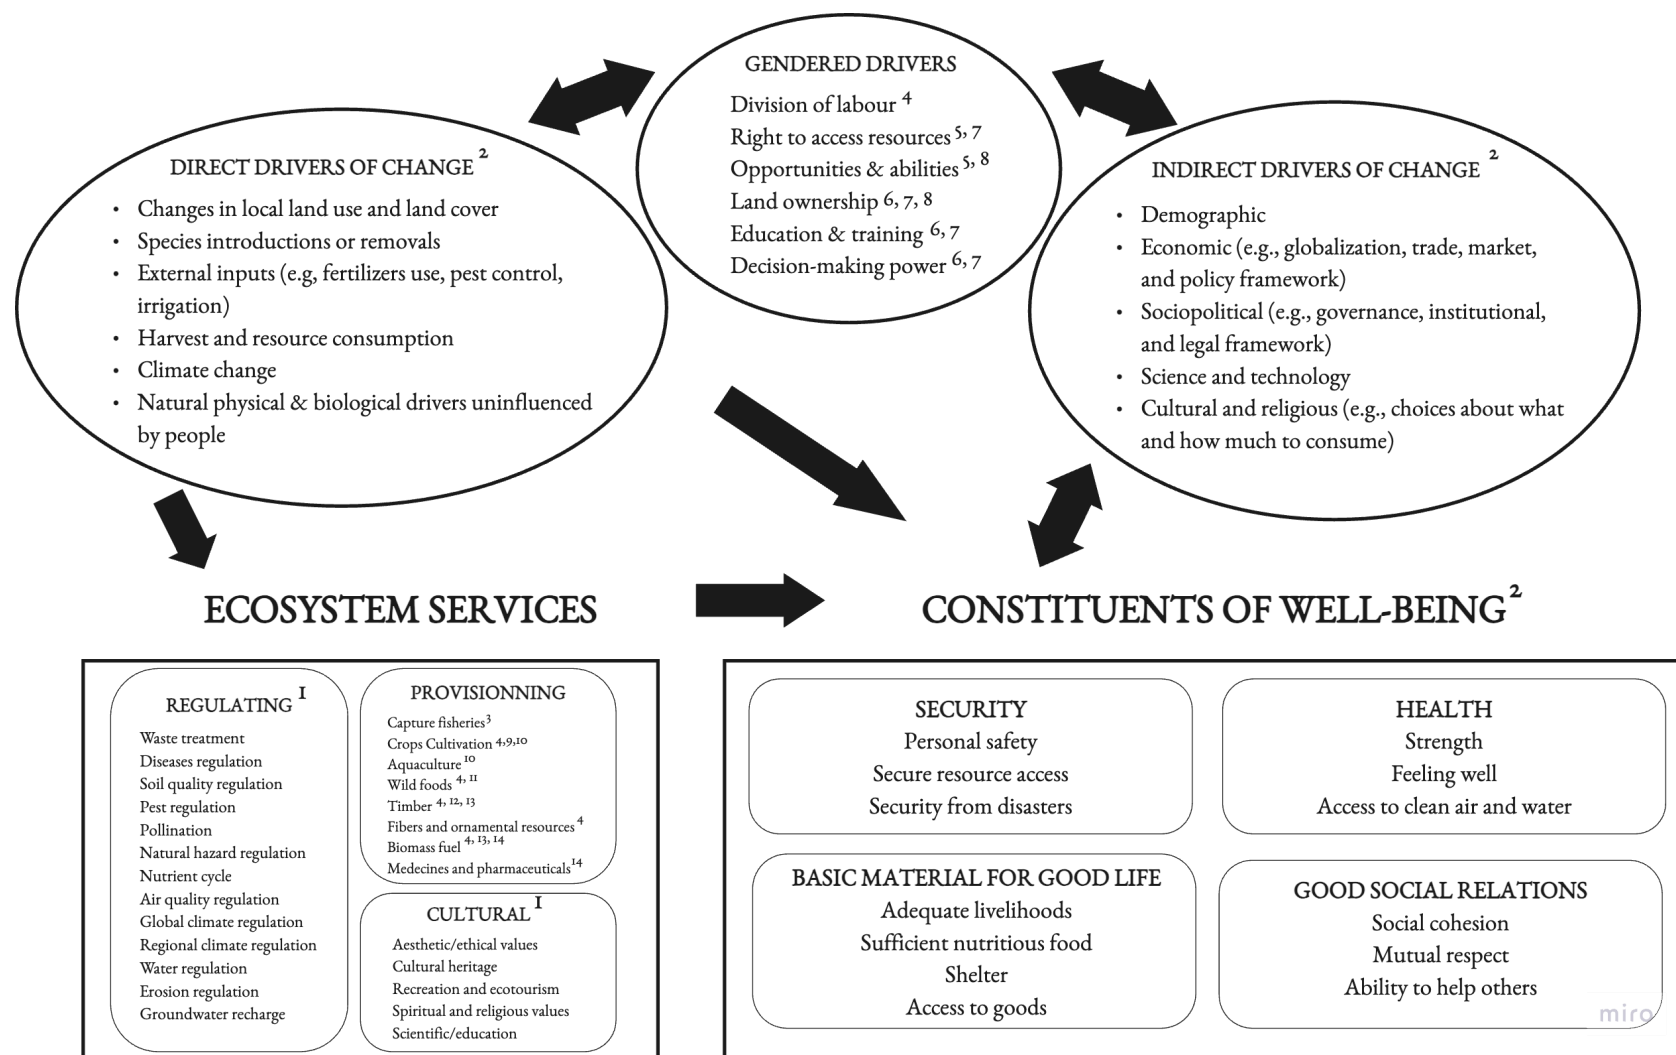 GENDERED DRIVERS
Division of labour 4
Right to access resources 5, 7
Opportunities & abilities 5, 8
Land ownership 6, 7, 8
Education & training 6, 7
Decision-making power 6, 7
DIRECT DRIVERS OF CHANGE 2
• Changes in local land use and land cover
• Species introductions or removals
• External inputs (e.g, fertilizers use, pest control,
irrigation)
• Harvest and resource consumption
• Climate change
• Natural physical & biological drivers uninfluenced
by people
INDIRECT DRIVERS OF CHANGE 2
• Demographic
• Economic (e.g., globalization, trade, market,
and policy framework)
• Sociopolitical (e.g., governance, institutional,
and legal framework)
• Science and technology
• Cultural and religious (e.g., choices about what
and how much to consume)
ECOSYSTEM SERVICES
REGULATING 1
Waste treatment
Diseases regulation
Soil quality regulation
Pest regulation
Pollination
Natural hazard regulation
Nutrient cycle
Air quality regulation
Global climate regulation
Regional climate regulation
Water regulation
Erosion regulation
Groundwater recharge
PROVISIONNING
Capture fisheries 3
Crops Cultivation 4,9,10
Aquaculture 10
Wild foods 4, 11
Timber 4, 12, 13
Fibers and ornamental resources 4
Biomass fuel 4, 13, 14
Medecines and pharmaceuticals 14
CULTURAL 1
Aesthetic/ethical values
Cultural heritage
Recreation and ecotourism
Spiritual and religious values
Scientific/education
CONSTITUENTS OF WELL-BEING 2
SECURITY
Personal safety
Secure resource access
Security from disasters
HEALTH
Strength
Feeling well
Access to clean air and water
BASIC MATERIAL FOR GOOD LIFE
Adequate livelihoods
Sufficient nutritious food
Shelter
Access to goods
GOOD SOCIAL RELATIONS
Social cohesion
Mutual respect
Ability to help others
miro